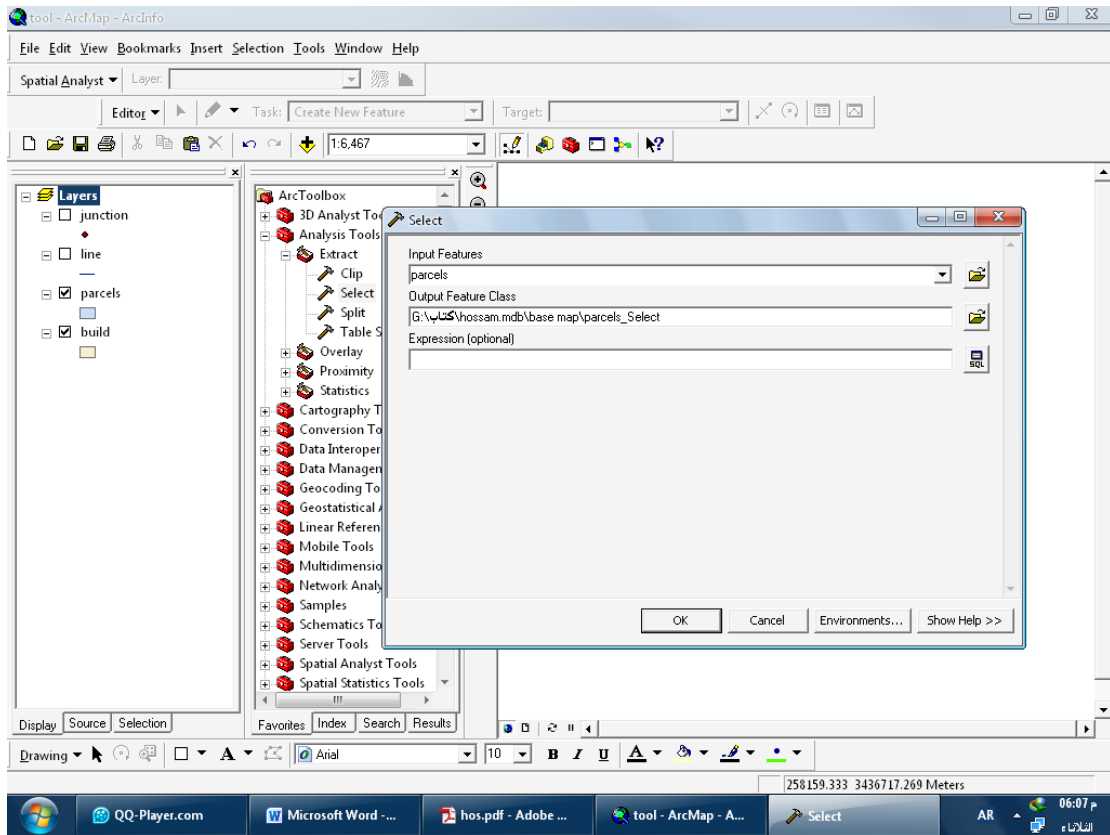 tool - ArcMap - ArcInfo
File Edit View Bookmarks Insert Selection Tools Window Help
Spatial Analyst Layer:
Editor Task: Create New Feature Target:
1:6,467
Layers
junction
line
parcels
build
ArcToolbox
3D Analyst Too
Analysis Tools
Extract
Clip
Select
Split
Table S
Overlay
Proximity
Statistics
Cartography T
Conversion To
Data Interoper
Data Managen
Geocoding To
Geostatistical A
Linear Referen
Mobile Tools
Multidimensio
Network Analy
Samples
Schematics To
Server Tools
Spatial Analyst Tools
Spatial Statistics Tools
Select
Input Features
parcels
Output Feature Class
G:\كتاب\hossam.mdb\base map\parcels_Select
Expression (optional)
SQL
OK Cancel Environments... Show Help >>
Display Source Selection
Favorites Index Search Results
Drawing A Arial 10 B I U A
258159.333 3436717.269 Meters
QQ-Player.com Microsoft Word -... hos.pdf - Adobe ... tool - ArcMap - A... Select AR 06:07 م
الثلاثاء